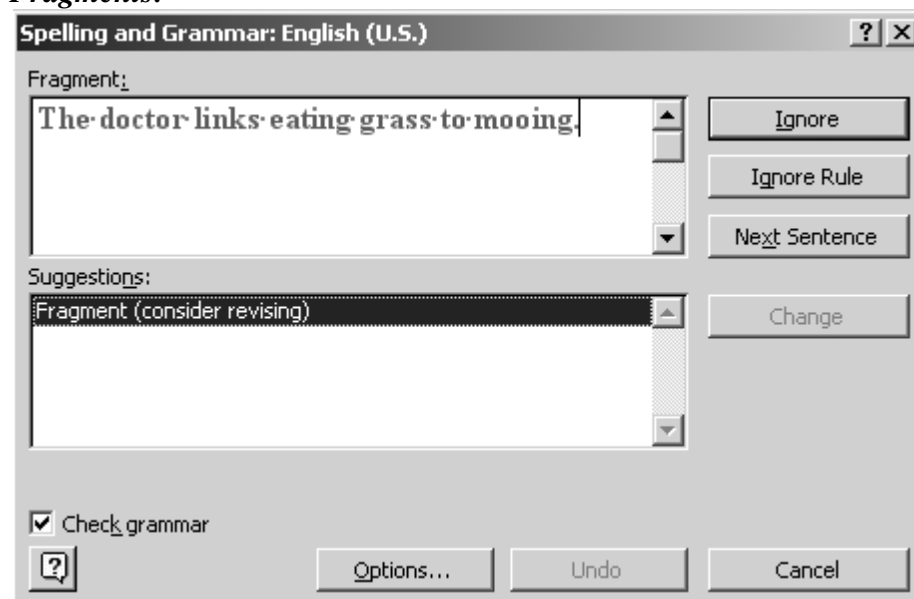 Fragments:
Spelling and Grammar: English (U.S.)
Fragment:
The·doctor·links·eating·grass·to·mooing.
Ignore
Ignore Rule
Next Sentence
Suggestions:
Fragment (consider revising)
Change
Check grammar
Options...
Undo
Cancel